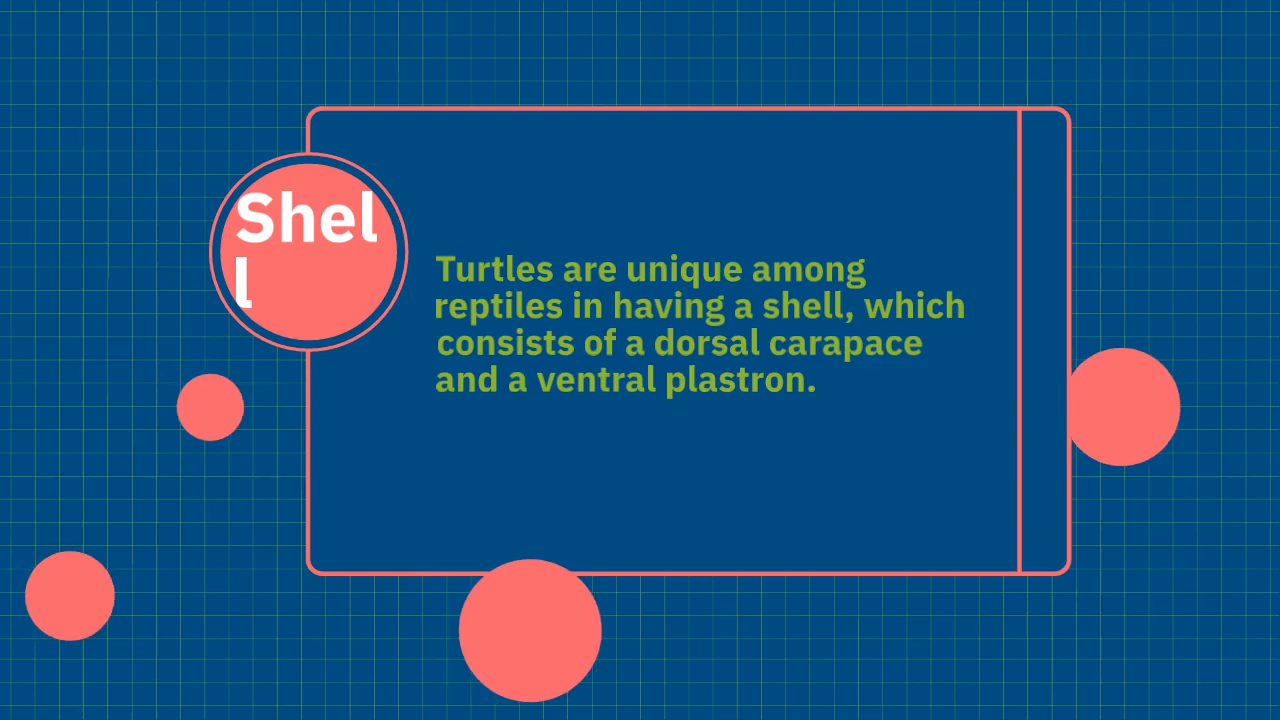 Shel
l
Turtles are unique among
reptiles in having a shell, which
consists of a dorsal carapace
and a ventral plastron.